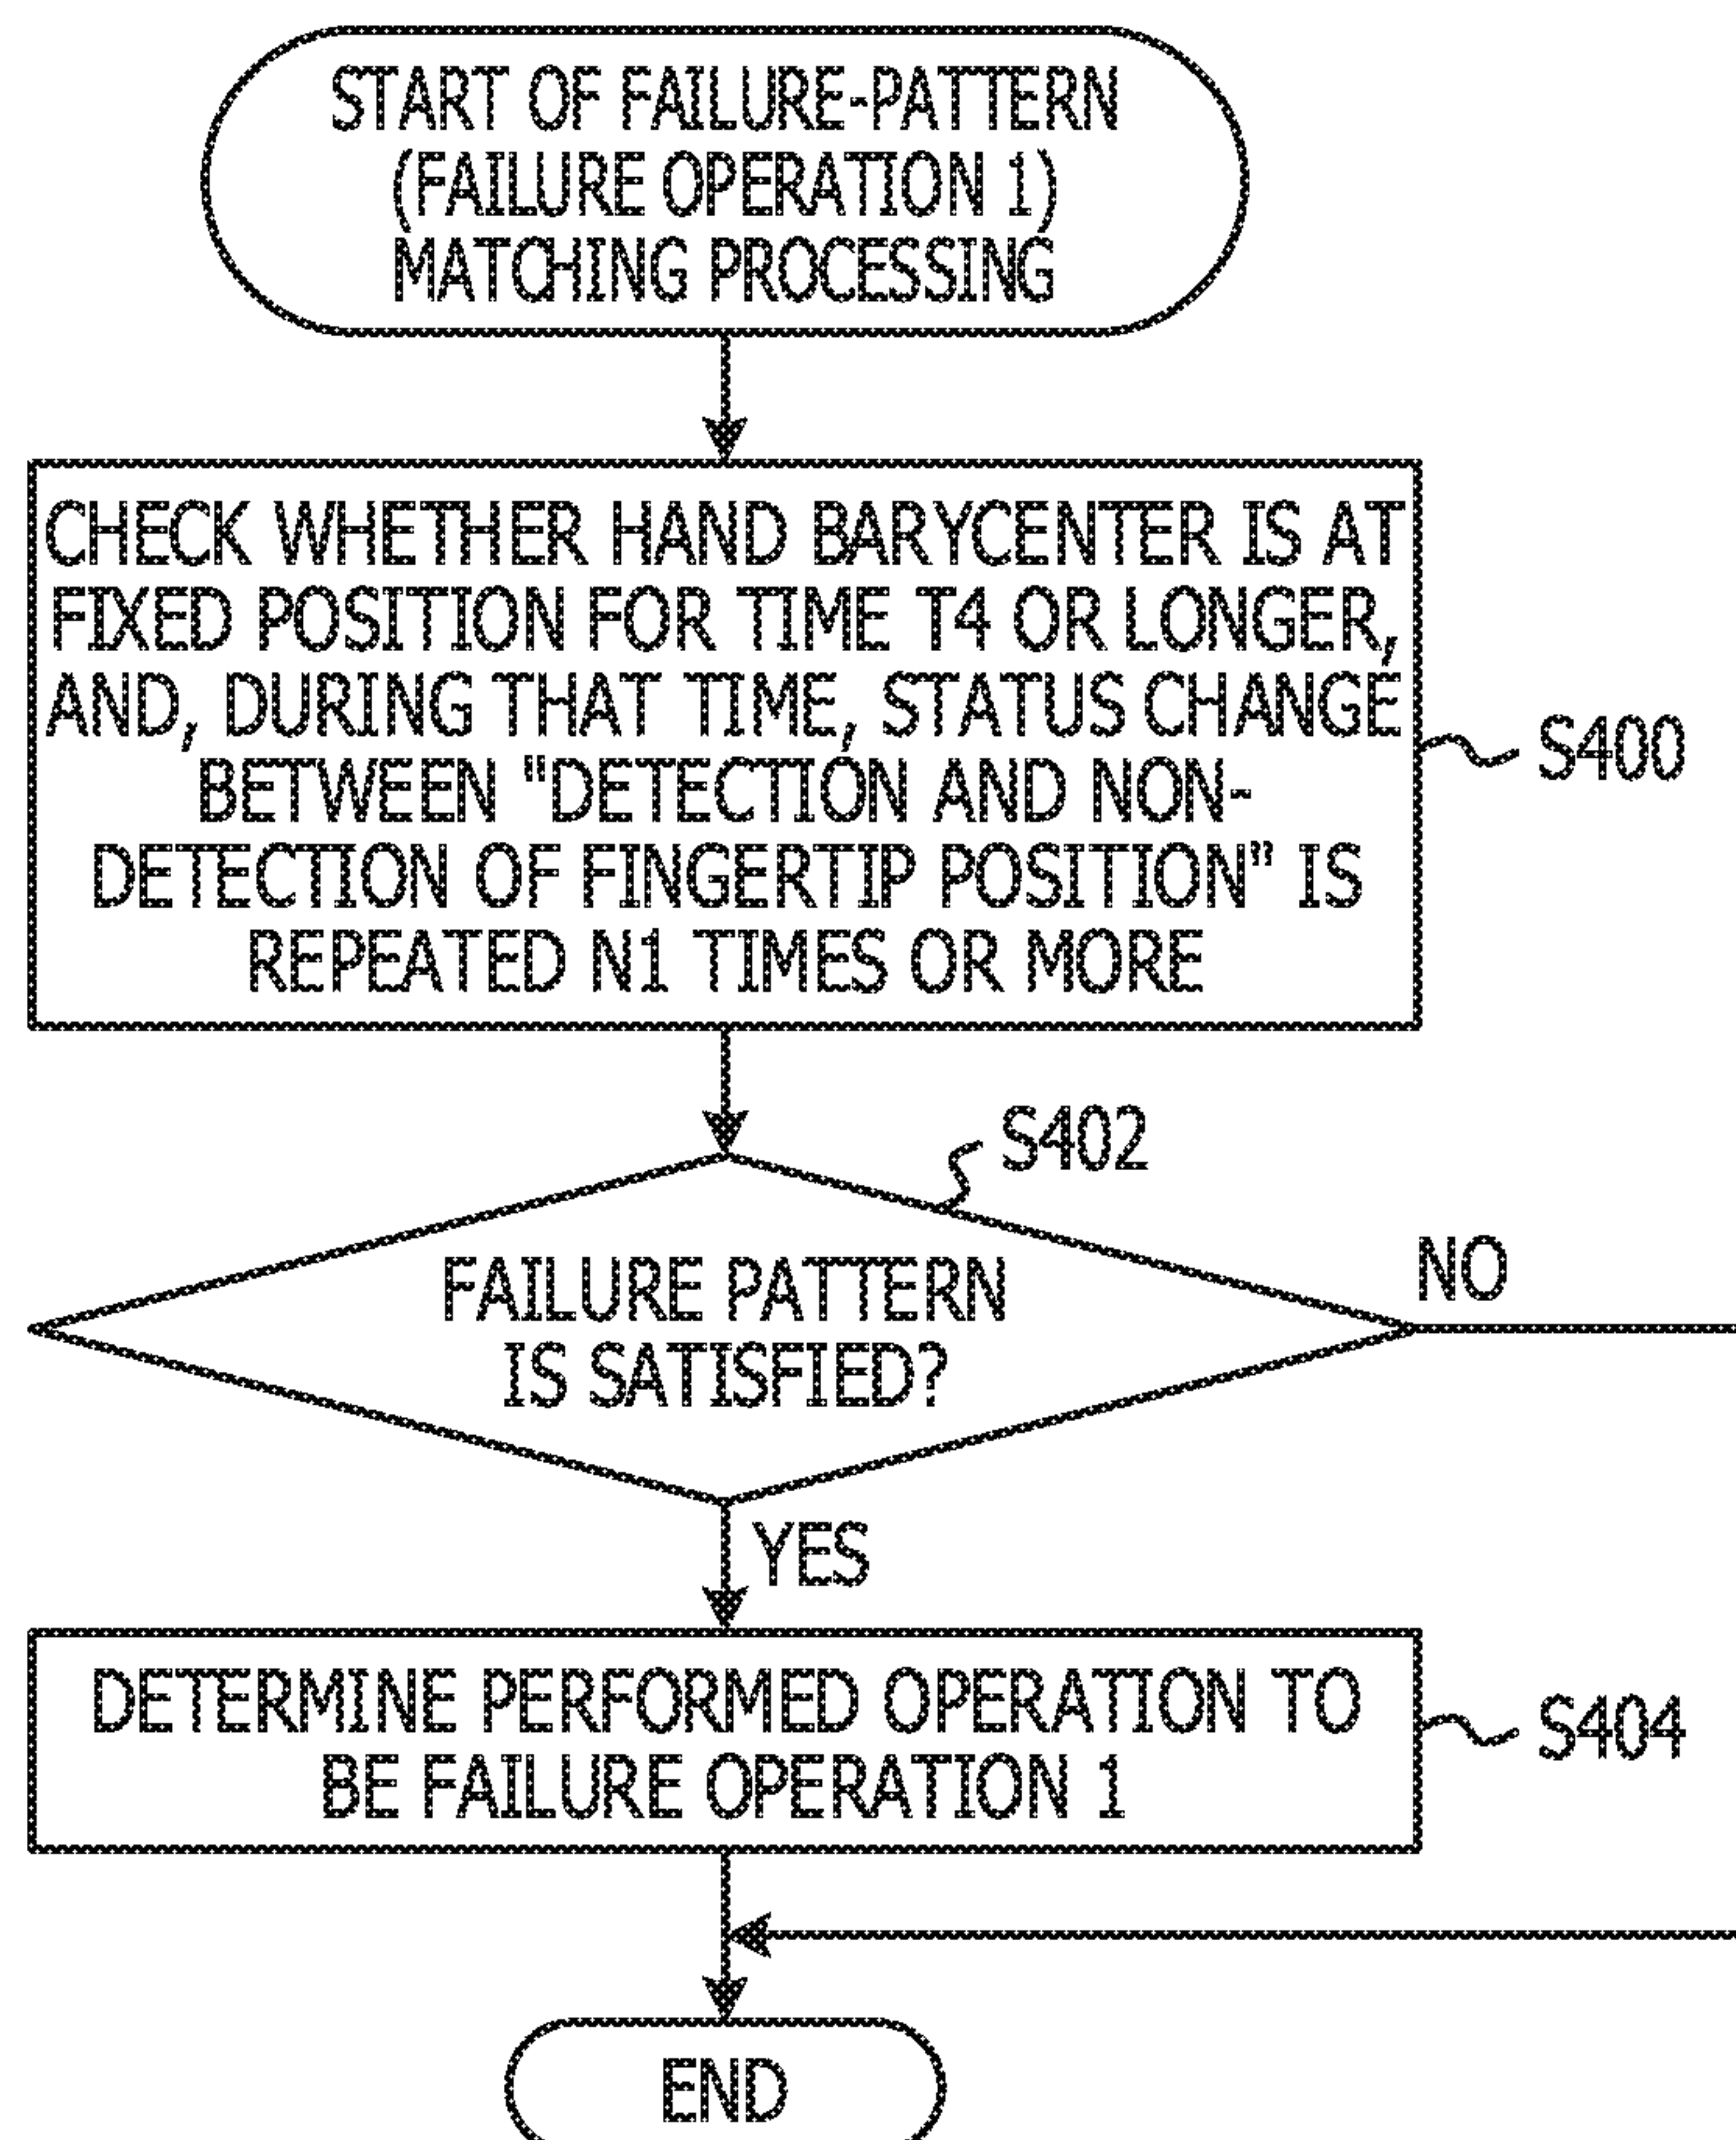 START OF FAILURE-PATTERN
(FAILURE OPERATION 1)
MATCHING PROCESSING
CHECK WHETHER HAND BARYCENTER IS AT
FIXED POSITION FOR TIME T4 OR LONGER,
AND, DURING THAT TIME, STATUS CHANGE
BETWEEN "DETECTION AND NON-
DETECTION OF FINGERTIP POSITION" IS
REPEATED N1 TIMES OR MORE
S400
S402
FAILURE PATTERN
IS SATISFIED?
NO
YES
DETERMINE PERFORMED OPERATION TO
BE FAILURE OPERATION 1
S404
END